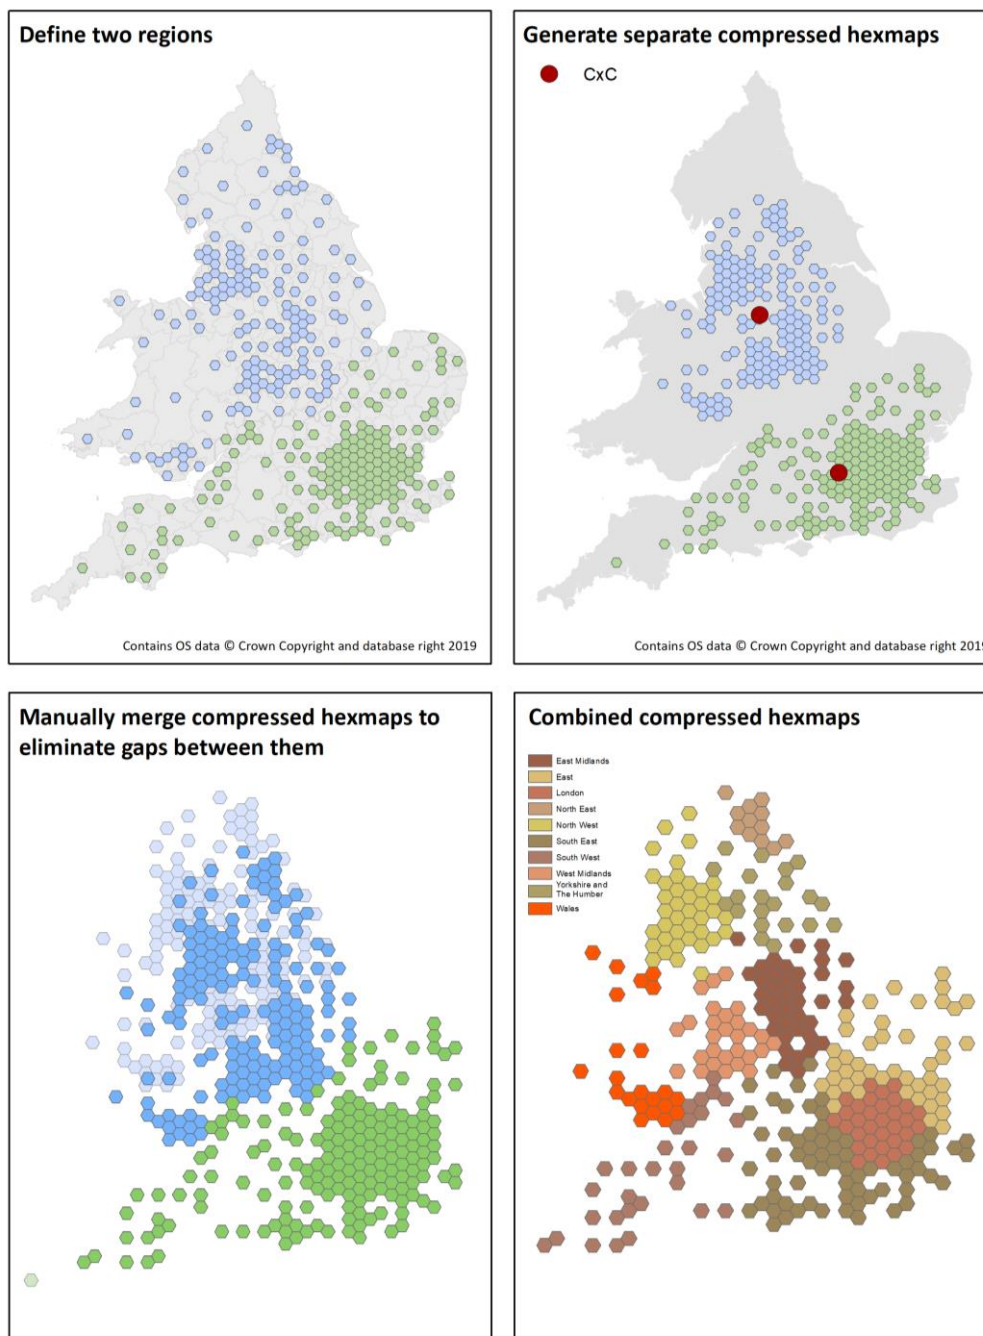 Define two regions
Contains OS data © Crown Copyright and database right 2019
Generate separate compressed hexmaps
CxC
Contains OS data © Crown Copyright and database right 2019
Manually merge compressed hexmaps to
eliminate gaps between them
Combined compressed hexmaps
East Midlands
East
London
North East
North West
South East
South West
West Midlands
Yorkshire and
The Humber
Wales